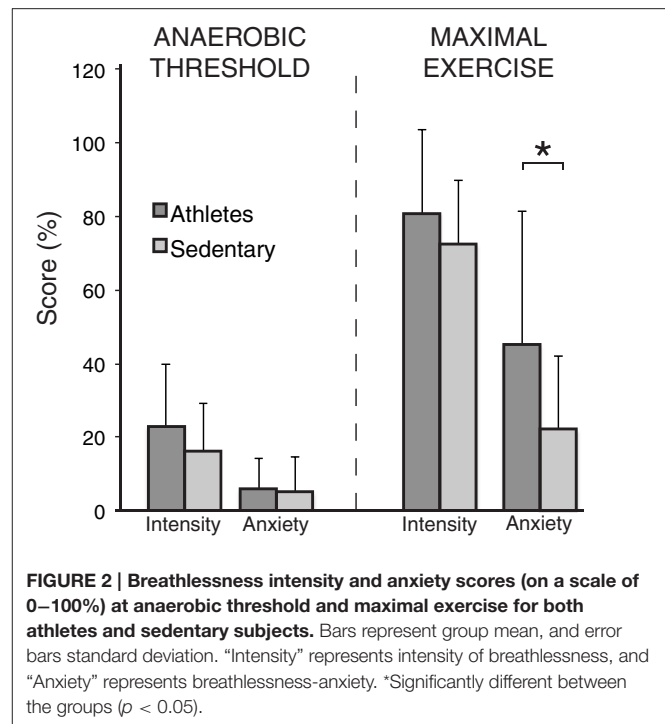 ANAEROBIC THRESHOLD
MAXIMAL EXERCISE
120
100
80
60
40
20
0
Score (%)
Athletes
Sedentary
*
Intensity Anxiety
Intensity Anxiety
FIGURE 2 | Breathlessness intensity and anxiety scores (on a scale of
0–100%) at anaerobic threshold and maximal exercise for both
athletes and sedentary subjects. Bars represent group mean, and error
bars standard deviation. “Intensity” represents intensity of breathlessness, and
“Anxiety” represents breathlessness-anxiety. *Significantly different between
the groups (p < 0.05).